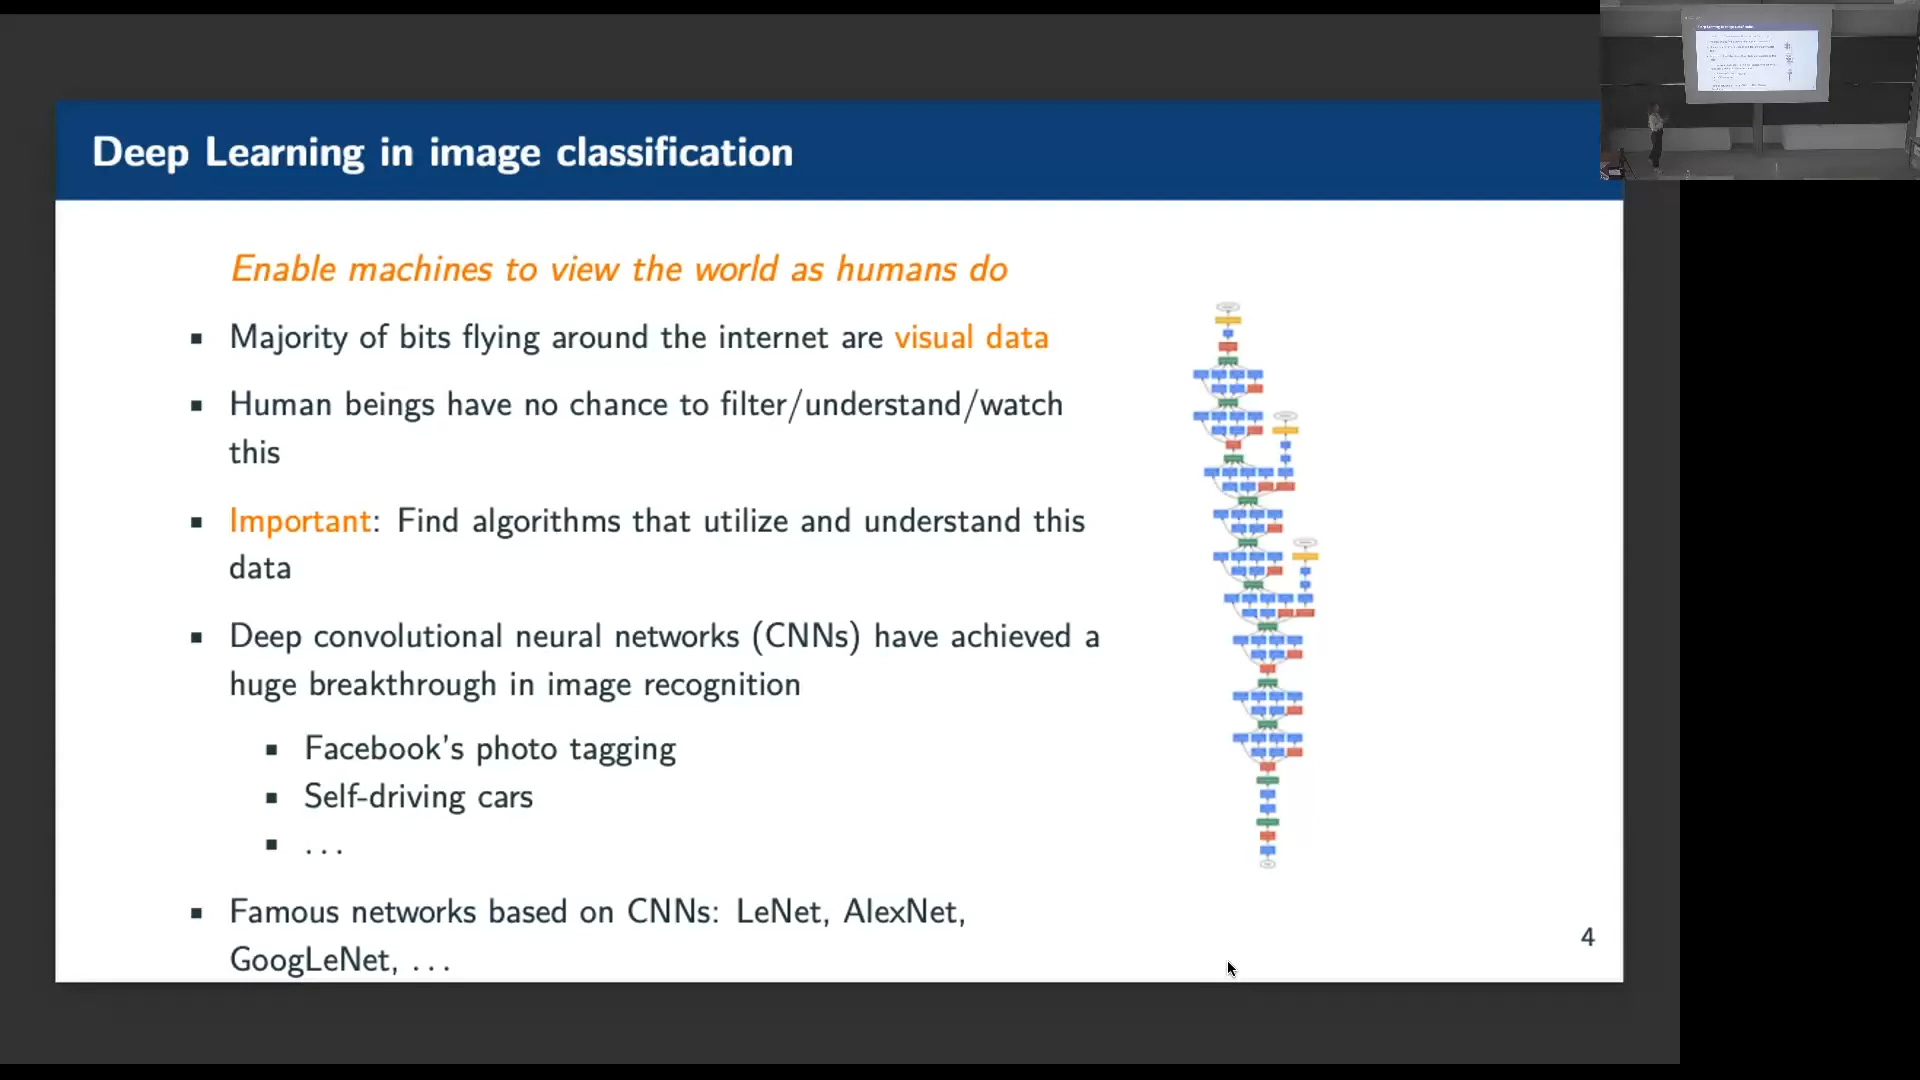 Deep Learning in image classification
Enable machines to view the world as humans do
▪ Majority of bits flying around the internet are visual data
▪ Human beings have no chance to filter/understand/watch
this
▪ Important: Find algorithms that utilize and understand this
data
▪ Deep convolutional neural networks (CNNs) have achieved a
huge breakthrough in image recognition
▪ Facebook's photo tagging
▪ Self-driving cars
▪ ...
▪ Famous networks based on CNNs: LeNet, AlexNet,
GoogLeNet, ...
4